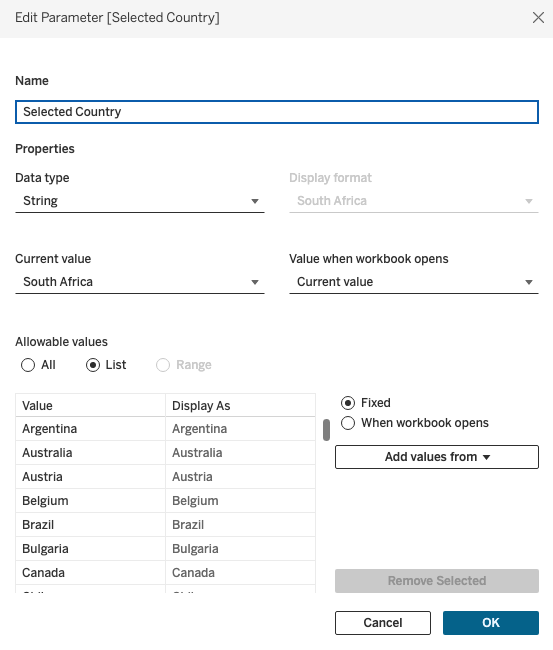 Edit Parameter [Selected Country]
Name
Selected Country
Properties
Data type Display format
String South Africa
Current value Value when workbook opens
South Africa Current value
Allowable values
All List Range
Value Display As
Fixed
When workbook opens
Argentina Argentina
Australia Australia
Add values from
Austria Austria
Belgium Belgium
Brazil Brazil
Bulgaria Bulgaria
Canada Canada
Remove Selected
Cancel OK